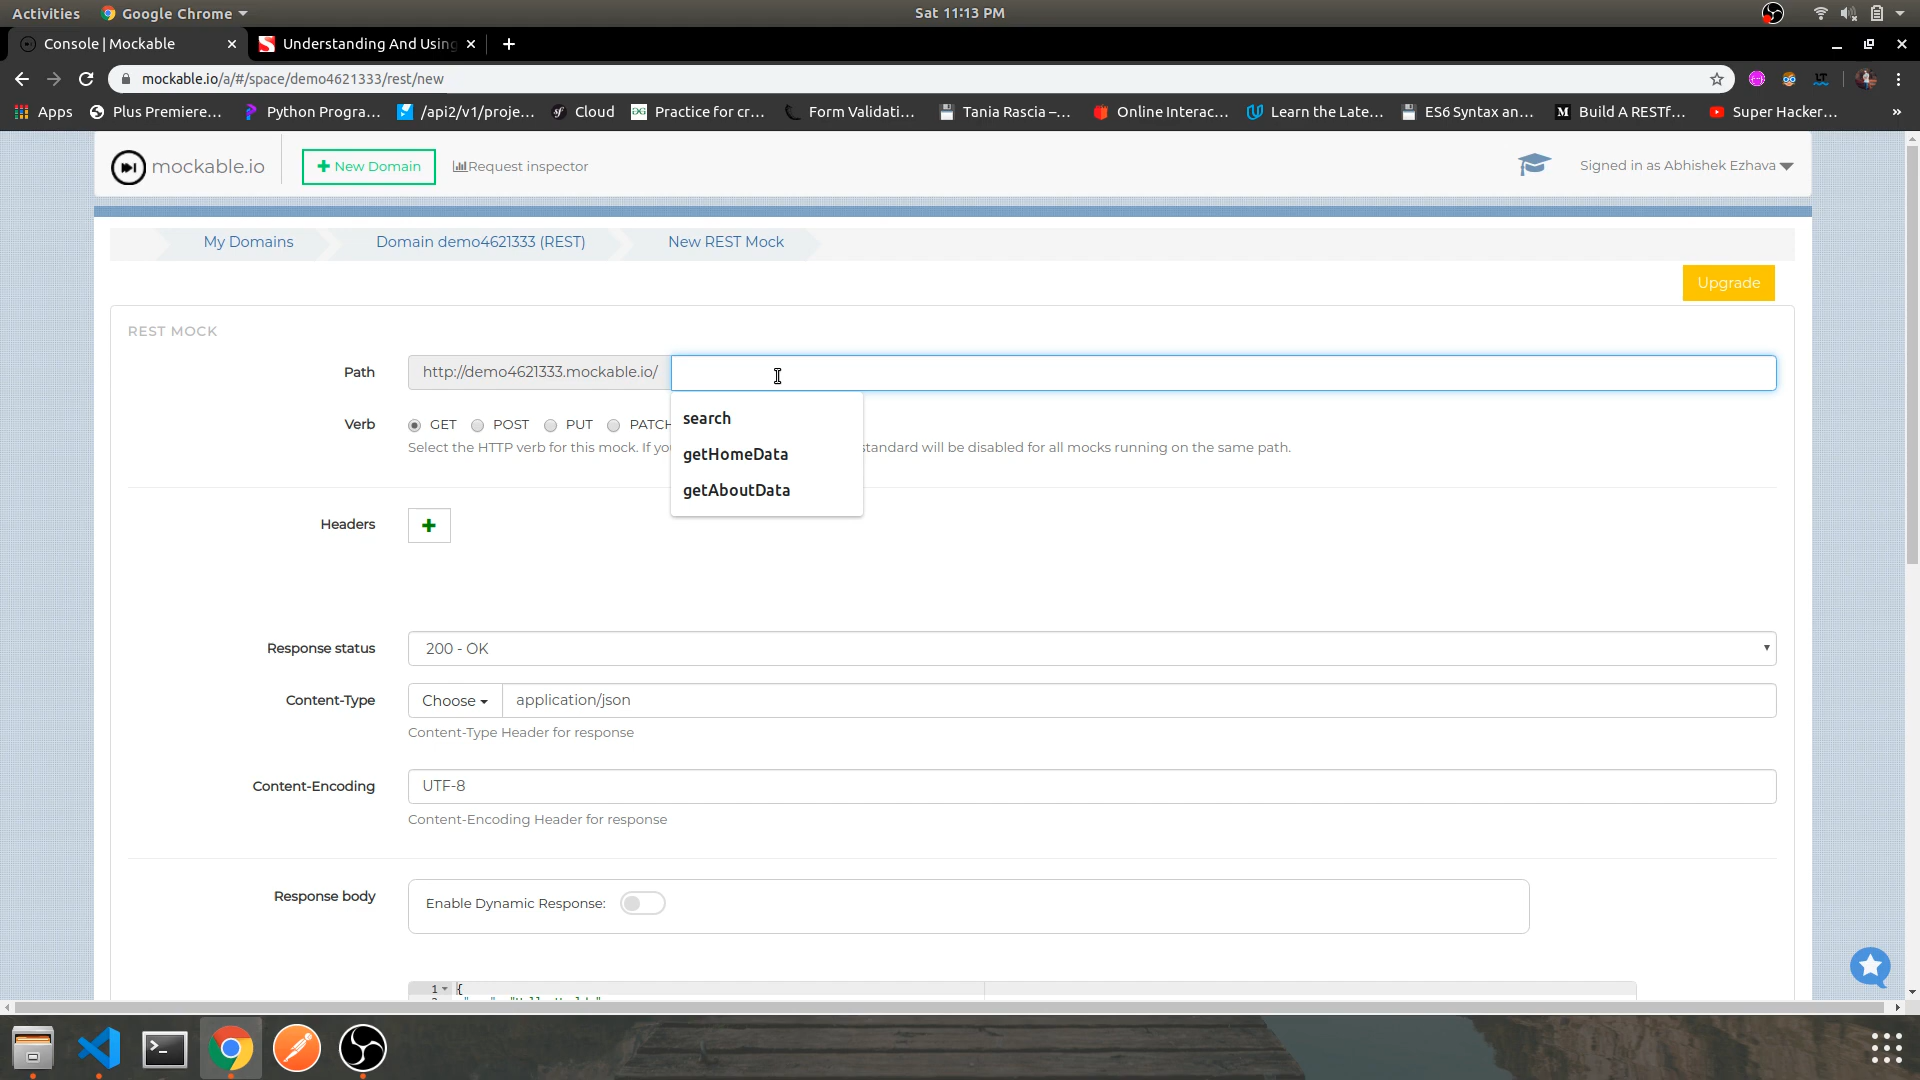 Activities
Google Chrome
Sat 11:13 PM
Console | Mockable
Understanding And Using
mockable.io/a/#/space/demo4621333/rest/new
Apps
Plus Premiere...
Python Progra...
/api2/v1/proje...
Cloud
Practice for cr...
Form Validati...
Tania Rascia –...
Online Interac...
Learn the Late...
ES6 Syntax an...
Build A RESTf...
Super Hacker...
»
mockable.io
New Domain
Request inspector
Signed in as Abhishek Ezhava
My Domains
Domain demo4621333 (REST)
New REST Mock
Upgrade
REST MOCK
Path
http://demo4621333.mockable.io/
search
getHomeData
getAboutData
Verb
GET
POST
PUT
PATCH
Select the HTTP verb for this mock. If yo
standard will be disabled for all mocks running on the same path.
Headers
Response status
200 - OK
Content-Type
Choose
application/json
Content-Type Header for response
Content-Encoding
UTF-8
Content-Encoding Header for response
Response body
Enable Dynamic Response:
1
{